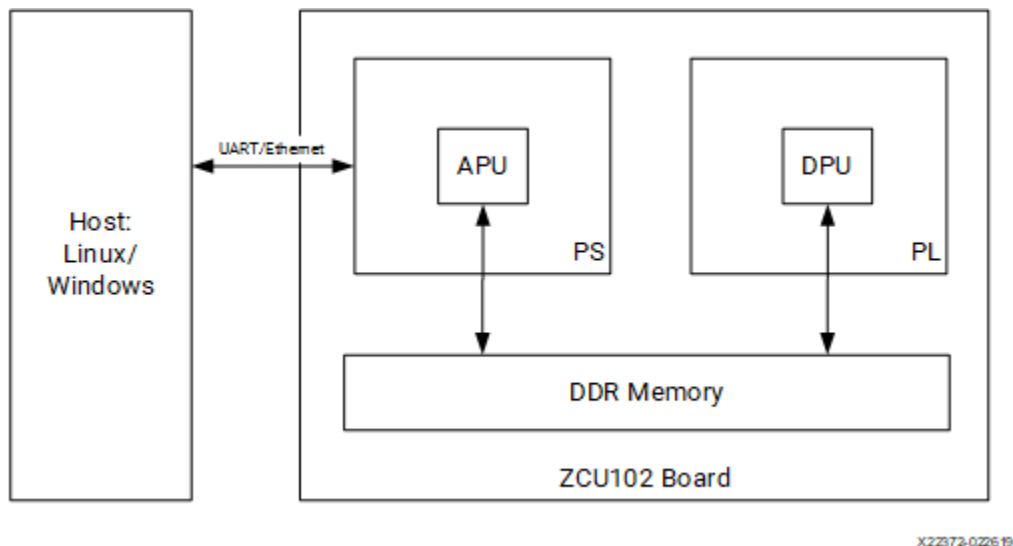 UART/Ethernet
APU
DPU
Host:
Linux/
Windows
PS
PL
DDR Memory
ZCU102 Board
X22372-022619